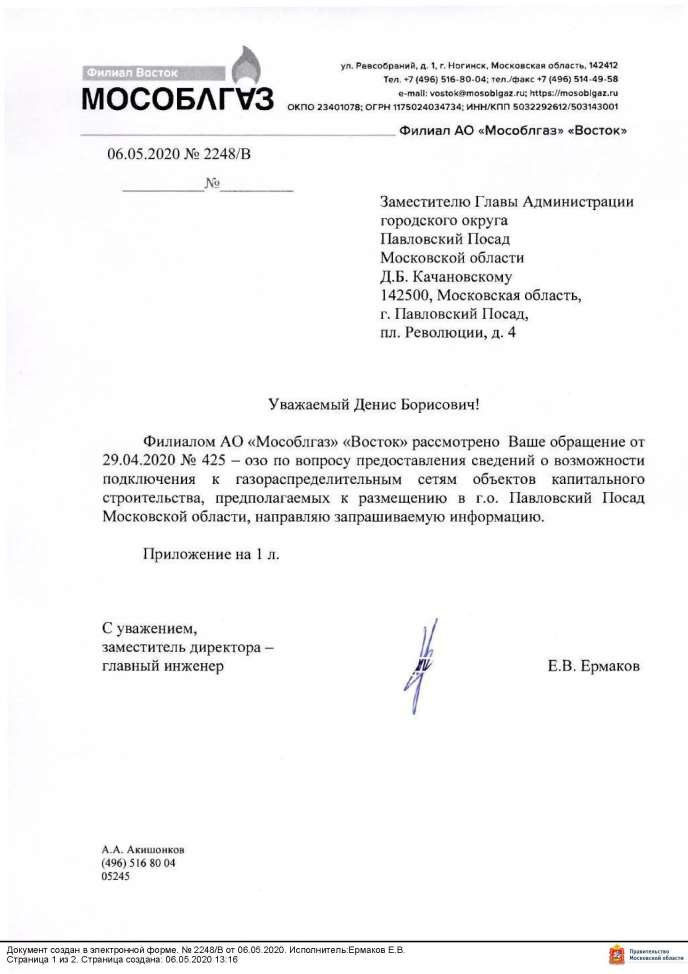 Филиал Восток
МОСОБЛГАЗ
ул. Ревсобраний, д. 1, г. Ногинск, Московская область, 142412
Тел. +7 (496) 516-80-04; тел./факс +7 (496) 514-49-58
e-mail: vostok@mosoblgaz.ru; https://mosoblgaz.ru
ОКПО 23401078; ОГРН 1175024034734; ИНН/КПП 5032292612/503143001
Филиал АО «Мособлгаз» «Восток»
06.05.2020 № 2248/В
№
Заместителю Главы Администрации
городского округа
Павловский Посад
Московской области
Д.Б. Качановскому
142500, Московская область,
г. Павловский Посад,
пл. Революции, д. 4
Уважаемый Денис Борисович!
Филиалом АО «Мособлгаз» «Восток» рассмотрено Ваше обращение от
29.04.2020 № 425 – озо по вопросу предоставления сведений о возможности
подключения к газораспределительным сетям объектов капитального
строительства, предполагаемых к размещению в г.о. Павловский Посад
Московской области, направляю запрашиваемую информацию.
Приложение на 1 л.
С уважением,
заместитель директора –
главный инженер
Е.В. Ермаков
А.А. Акишонков
(496) 516 80 04
05245
Документ создан в электронной форме. № 2248/В от 06.05.2020. Исполнитель:Ермаков Е.В.
Страница 1 из 2. Страница создана: 06.05.2020 13:16
Правительство
Московской области